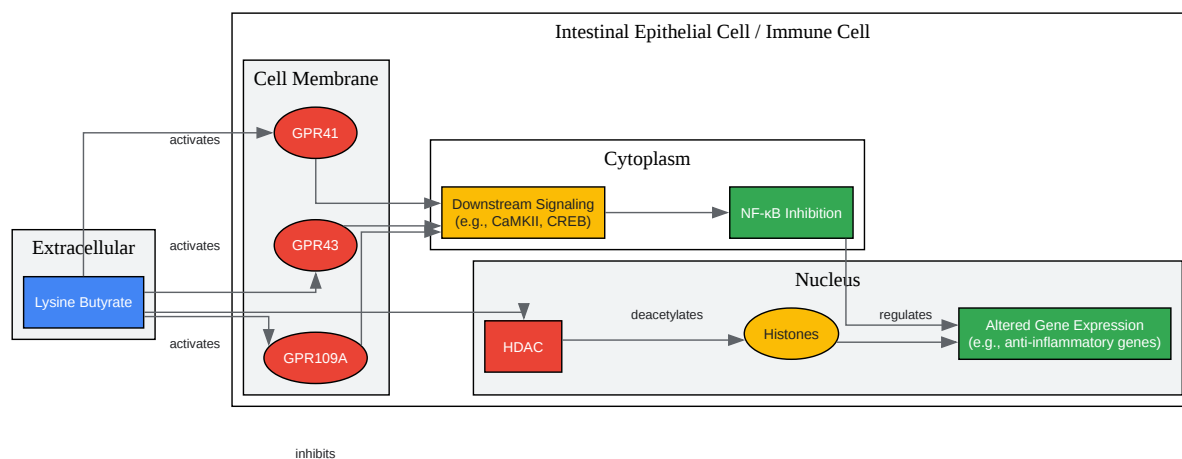 Intestinal Epithelial Cell / Immune Cell
Cell Membrane
GPR41
activates
Cytoplasm
Downstream Signaling
(e.g., CaMKII, CREB)
NF-κB Inhibition
Extracellular
Lysine Butyrate
activates
GPR43
activates
GPR109A
Nucleus
HDAC
deacetylates
Histones
regulates
Altered Gene Expression
(e.g., anti-inflammatory genes)
inhibits